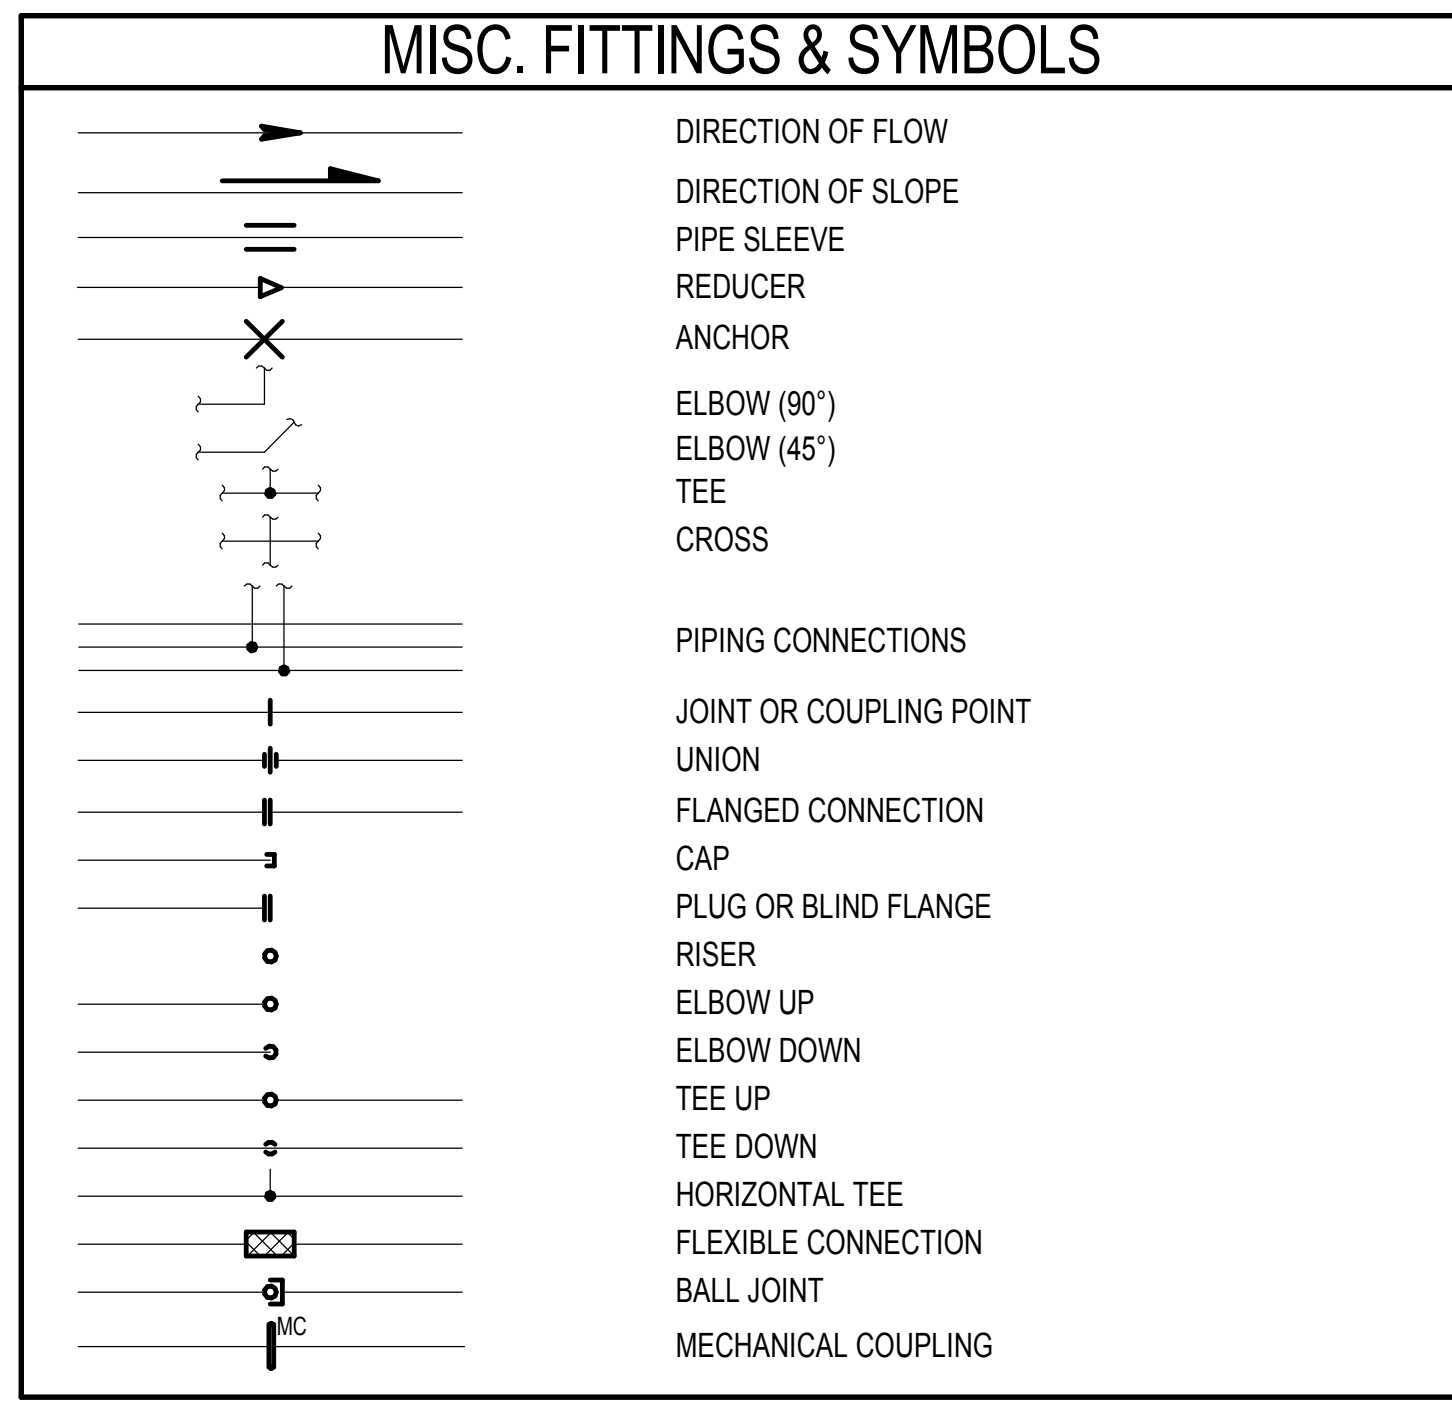 MISC. FITTINGS & SYMBOLS
DIRECTION OF FLOW
DIRECTION OF SLOPE
PIPE SLEEVE
REDUCER
ANCHOR
ELBOW (90°)
ELBOW (45°)
TEE
CROSS
PIPING CONNECTIONS
JOINT OR COUPLING POINT
UNION
FLANGED CONNECTION
CAP
PLUG OR BLIND FLANGE
RISER
ELBOW UP
ELBOW DOWN
TEE UP
TEE DOWN
HORIZONTAL TEE
FLEXIBLE CONNECTION
BALL JOINT
MC
MECHANICAL COUPLING